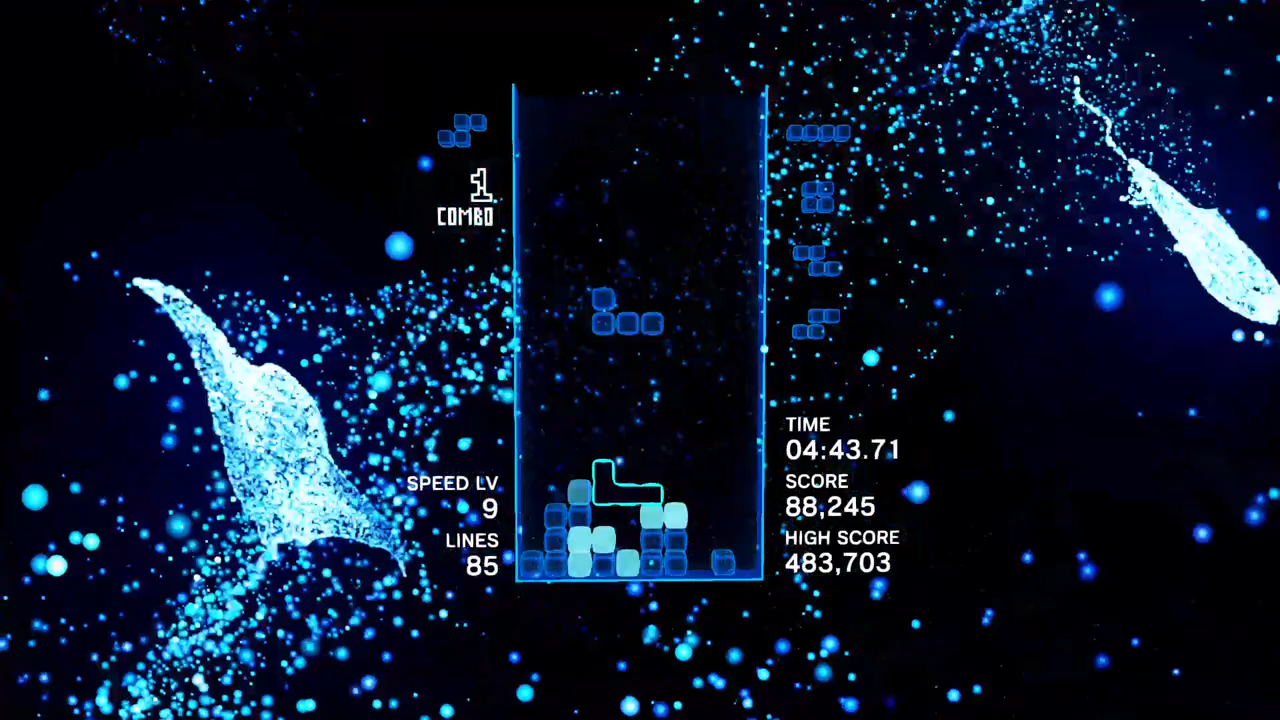 1
COMBO
SPEED LV
9
LINES
85
TIME
04:43.71
SCORE
88,245
HIGH SCORE
483,703